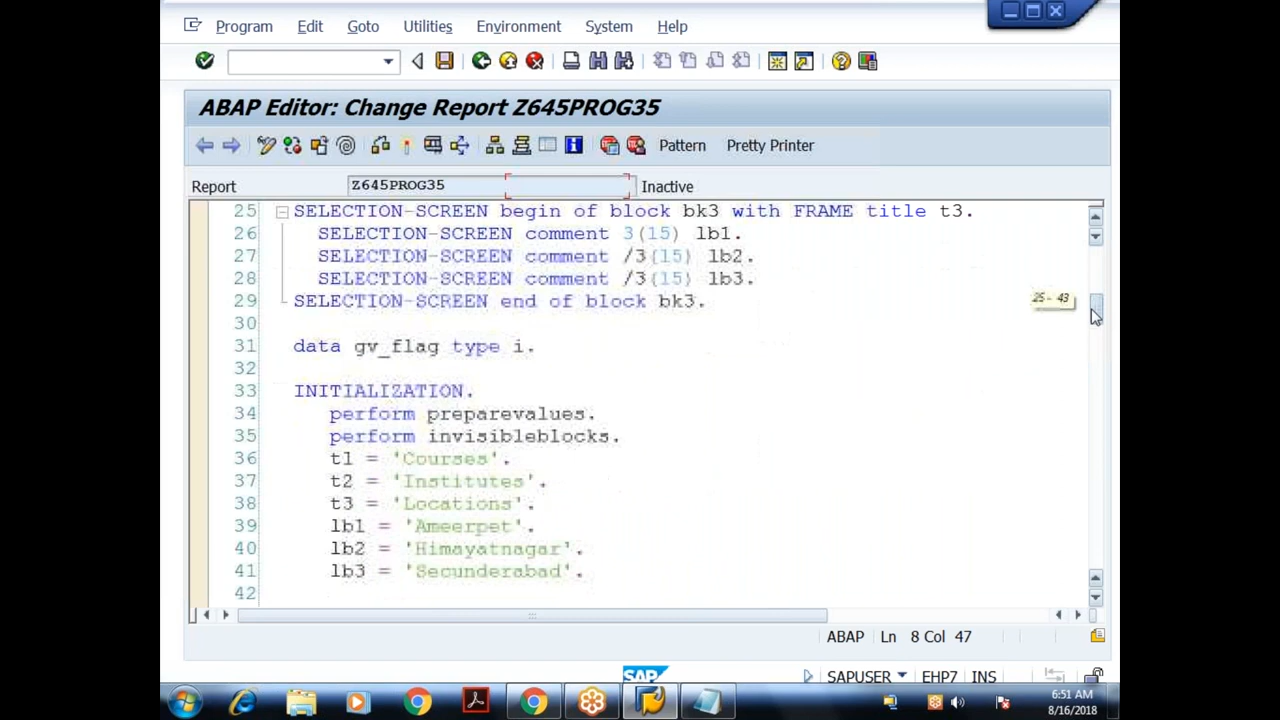 Program Edit Goto Utilities Environment System Help
ABAP Editor: Change Report Z645PROG35
Pattern Pretty Printer
Report Z645PROG35 Inactive
25 SELECTION-SCREEN begin of block bk3 with FRAME title t3.
26 SELECTION-SCREEN comment 3(15) lb1.
27 SELECTION-SCREEN comment /3(15) lb2.
28 SELECTION-SCREEN comment /3(15) lb3.
29 SELECTION-SCREEN end of block bk3.
25 - 43
30
31 data gv_flag type i.
32
33 INITIALIZATION.
34 perform preparevalues.
35 perform invisibleblocks.
36 t1 = 'Courses'.
37 t2 = 'Institutes'.
38 t3 = 'Locations'.
39 lb1 = 'Ameerpet'.
40 lb2 = 'Himayatnagar'.
41 lb3 = 'Secunderabad'.
42
ABAP Ln 8 Col 47
SAP SAPUSER EHP7 INS
6:51 AM
8/16/2018